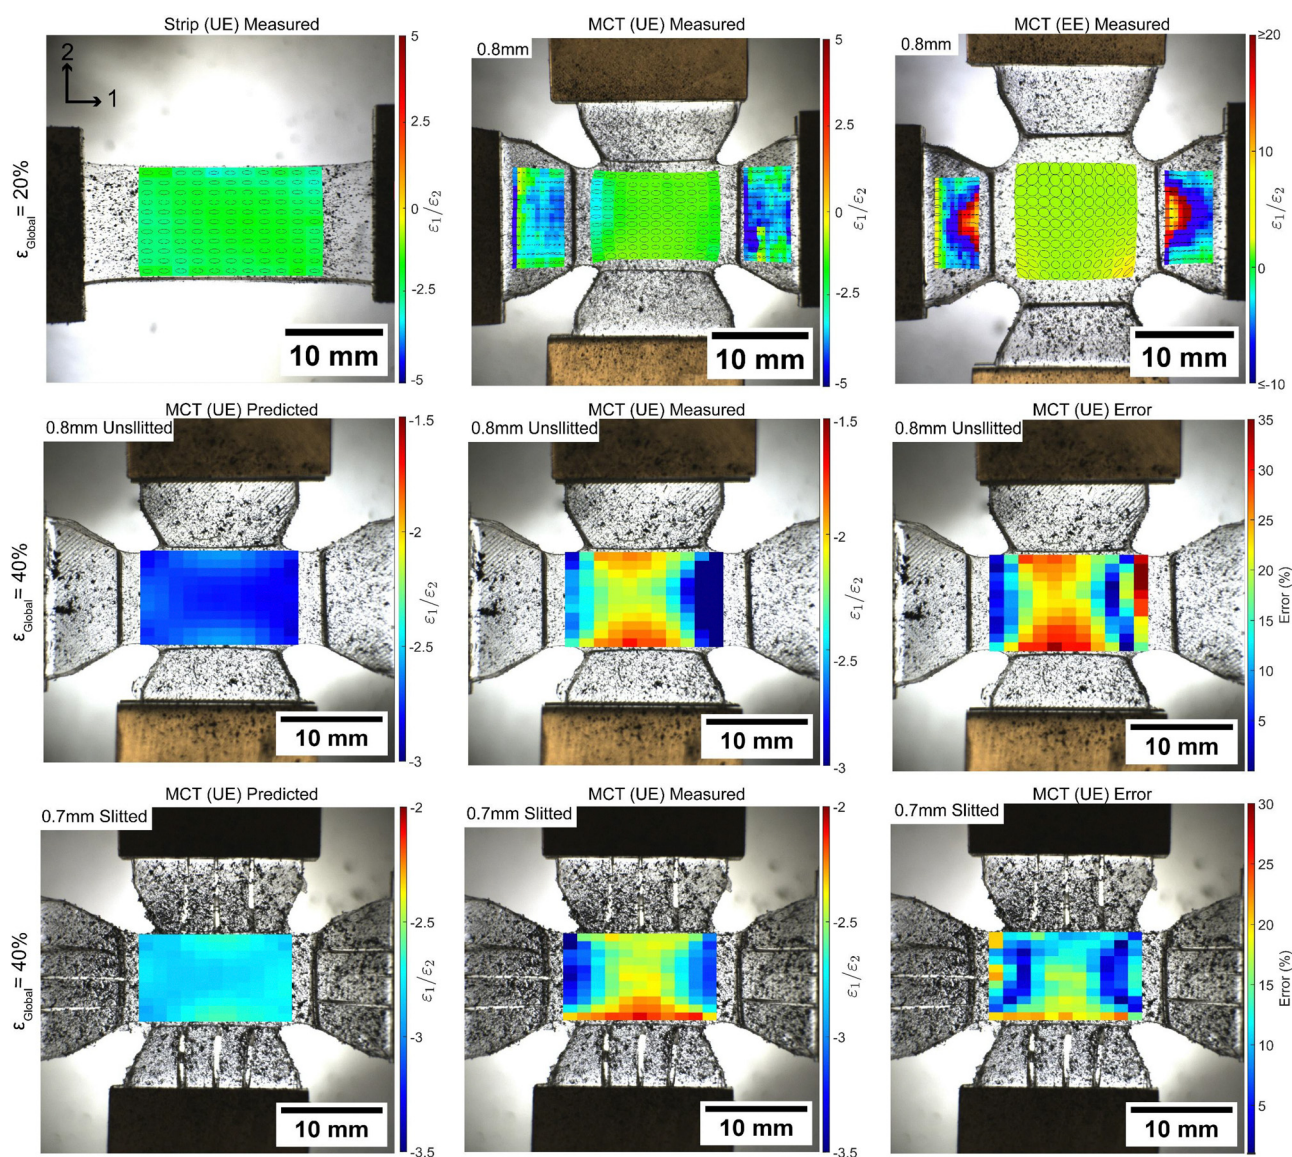 Strip (UE) Measured
MCT (UE) Measured
MCT (EE) Measured
ε_Global = 20%
2
1
10 mm
5
2.5
0
-2.5
-5
ε₁/ε₂
0.8mm
10 mm
5
2.5
0
-2.5
-5
ε₁/ε₂
0.8mm
10 mm
≥20
10
0
≤-10
ε₁/ε₂
MCT (UE) Predicted
MCT (UE) Measured
MCT (UE) Error
ε_Global = 40%
0.8mm Unsllitted
10 mm
-1.5
-2
-2.5
-3
ε₁/ε₂
0.8mm Unsllitted
10 mm
-1.5
-2
-2.5
-3
ε₁/ε₂
0.8mm Unsllitted
10 mm
35
30
25
20
15
10
5
Error (%)
MCT (UE) Predicted
MCT (UE) Measured
MCT (UE) Error
ε_Global = 40%
0.7mm Slitted
10 mm
-2
-2.5
-3
-3.5
ε₁/ε₂
0.7mm Slitted
10 mm
-2
-2.5
-3
-3.5
ε₁/ε₂
0.7mm Slitted
10 mm
30
25
20
15
10
5
Error (%)